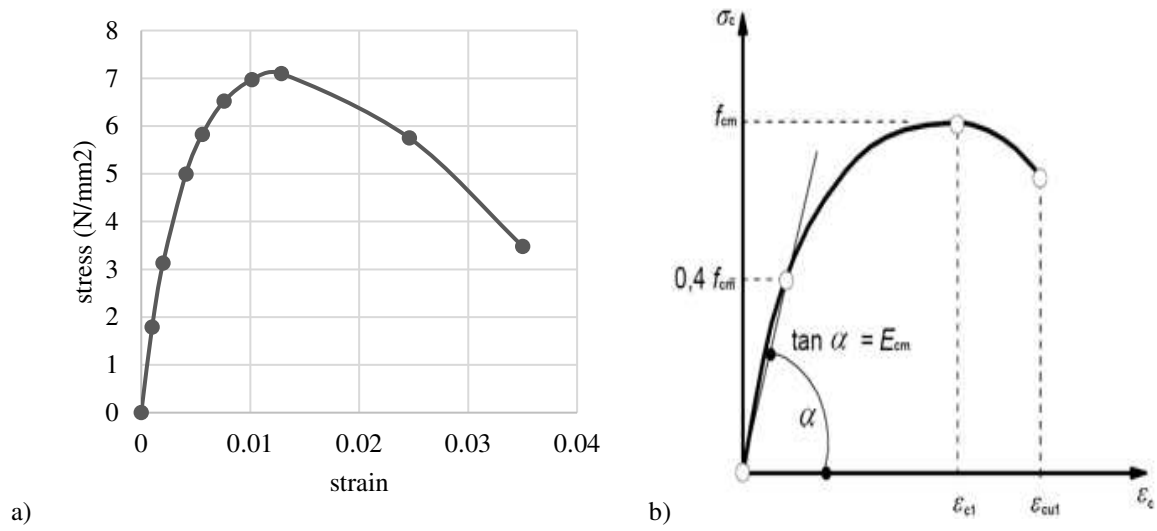 8
7
6
5
4
3
2
1
0
stress (N/mm2)
0 0.01 0.02 0.03 0.04
strain
a)
σc
fcm
0,4 fcm
tan α = Ecm
α
εc1 εcu1 εc
b)